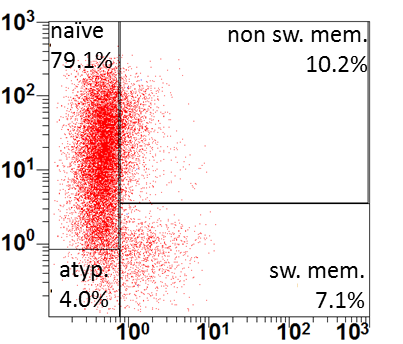 10³
naïve
79.1%
non sw. mem.
10.2%
10²
10¹
10⁰
atyp.
4.0%
sw. mem.
7.1%
10⁰ 10¹ 10² 10³